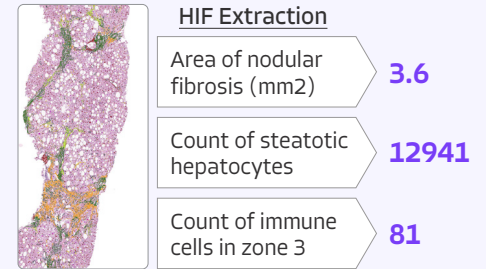 HIF Extraction
Area of nodular
fibrosis (mm2)
3.6
Count of steatotic
hepatocytes
12941
Count of immune
cells in zone 3
81